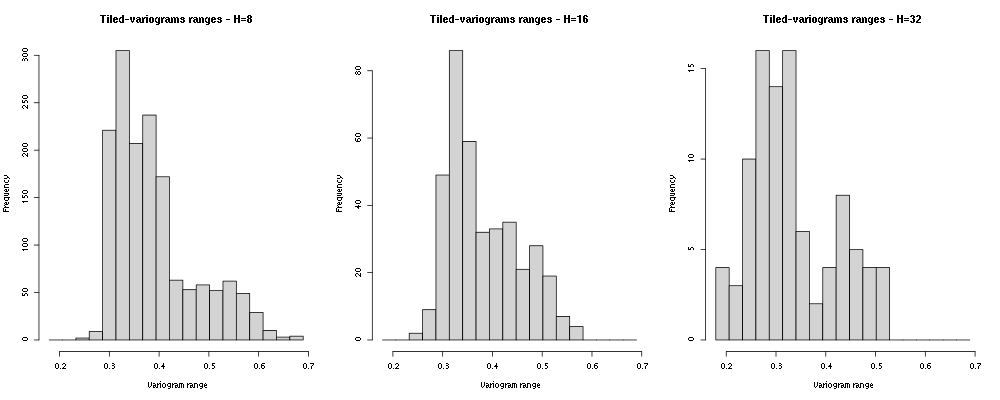 Tiled-variograms ranges - H=8
Frequency
0
50
100
150
200
250
300
0.2 0.3 0.4 0.5 0.6 0.7
Variogram range
Tiled-variograms ranges - H=16
Frequency
0
20
40
60
80
0.2 0.3 0.4 0.5 0.6 0.7
Variogram range
Tiled-variograms ranges - H=32
Frequency
0
5
10
15
0.2 0.3 0.4 0.5 0.6 0.7
Variogram range